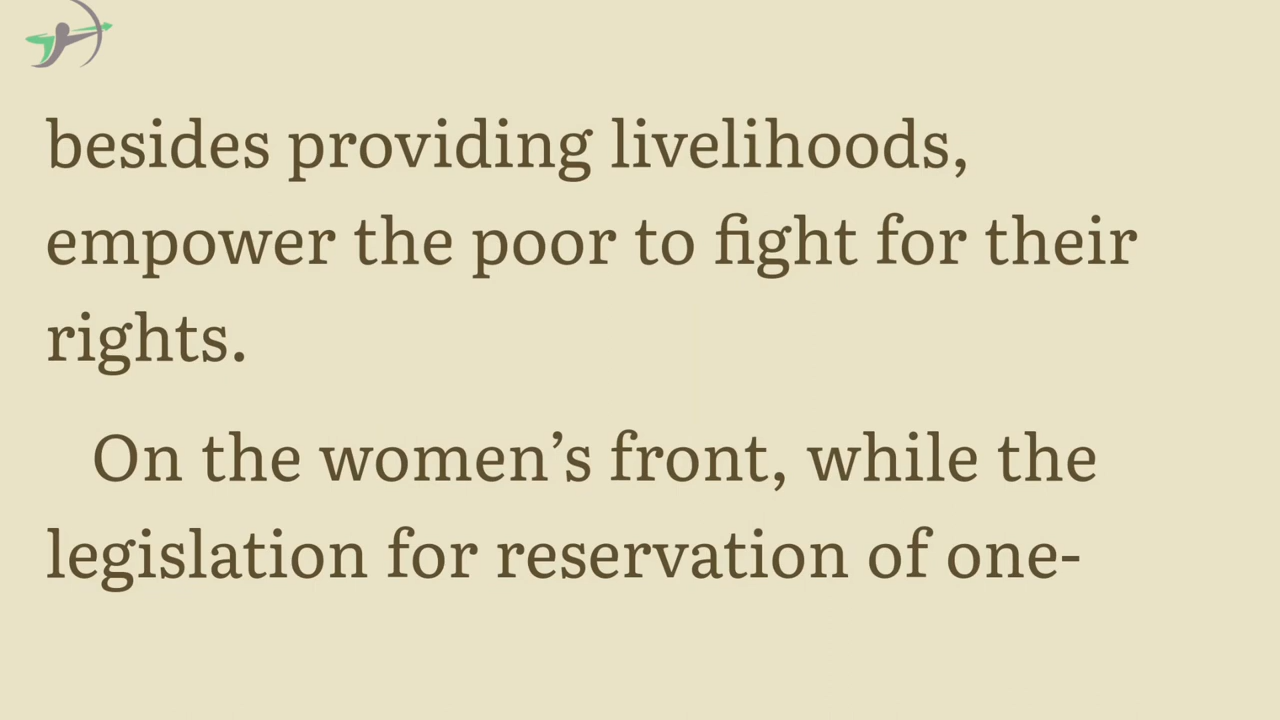 besides providing livelihoods,
empower the poor to fight for their
rights.
On the women’s front, while the
legislation for reservation of one-